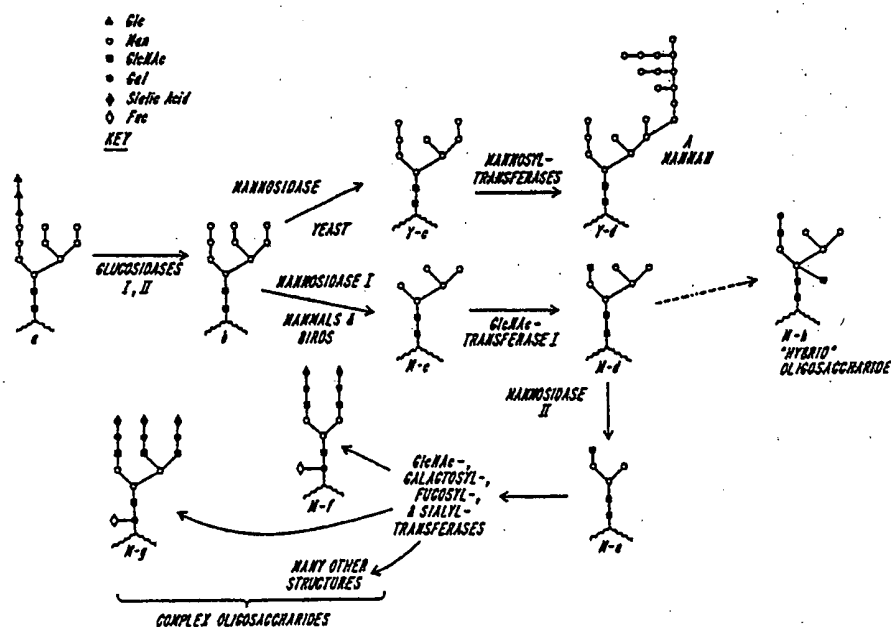 Glc
Man
GlcNAc
Gal
Sialic Acid
Fuc
KEY
a
GLUCOSIDASES
I, II
b
MANNOSIDASE
YEAST
Y-c
MANNOSYL-
TRANSFERASES
Y-d
A
MANNAN
MANNOSIDASE I
MAMMALS &
BIRDS
M-c
GlcNAc-
TRANSFERASE I
M-d
M-h
"HYBRID"
OLIGOSACCHARIDE
MANNOSIDASE
II
M-e
GlcNAc-,
GALACTOSYL-,
FUCOSYL-,
& SIALYL-
TRANSFERASES
M-f
M-g
MANY OTHER
STRUCTURES
COMPLEX OLIGOSACCHARIDES